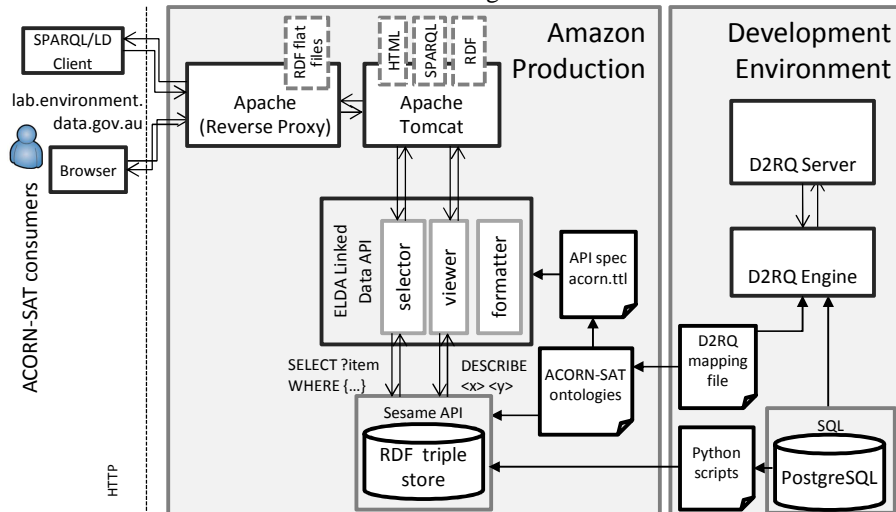 SPARQL/LD
Client
lab.environment.
data.gov.au
Browser
ACORN-SAT consumers
HTTP
RDF flat
files
Apache
(Reverse Proxy)
HTML
SPARQL
RDF
Apache
Tomcat
Amazon
Production
ELDA Linked
Data API
selector
viewer
formatter
API spec
acorn.ttl
SELECT ?item
WHERE {…}
DESCRIBE
<x> <y>
ACORN-SAT
ontologies
Sesame API
RDF triple
store
Development
Environment
D2RQ Server
D2RQ Engine
D2RQ
mapping
file
Python
scripts
SQL
PostgreSQL